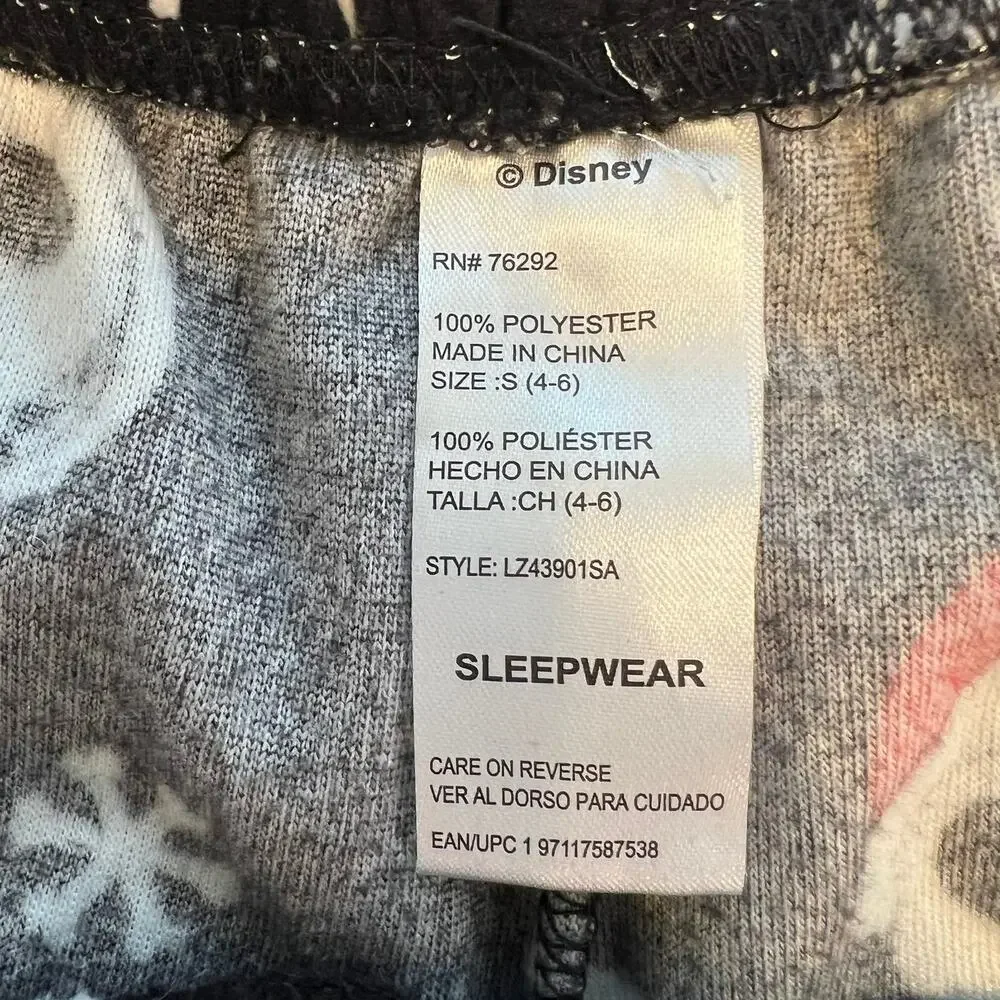 © Disney
RN# 76292
100% POLYESTER
MADE IN CHINA
SIZE :S (4-6)
100% POLIÉSTER
HECHO EN CHINA
TALLA :CH (4-6)
STYLE: LZ43901SA
SLEEPWEAR
CARE ON REVERSE
VER AL DORSO PARA CUIDADO
EAN/UPC 1 97117587538